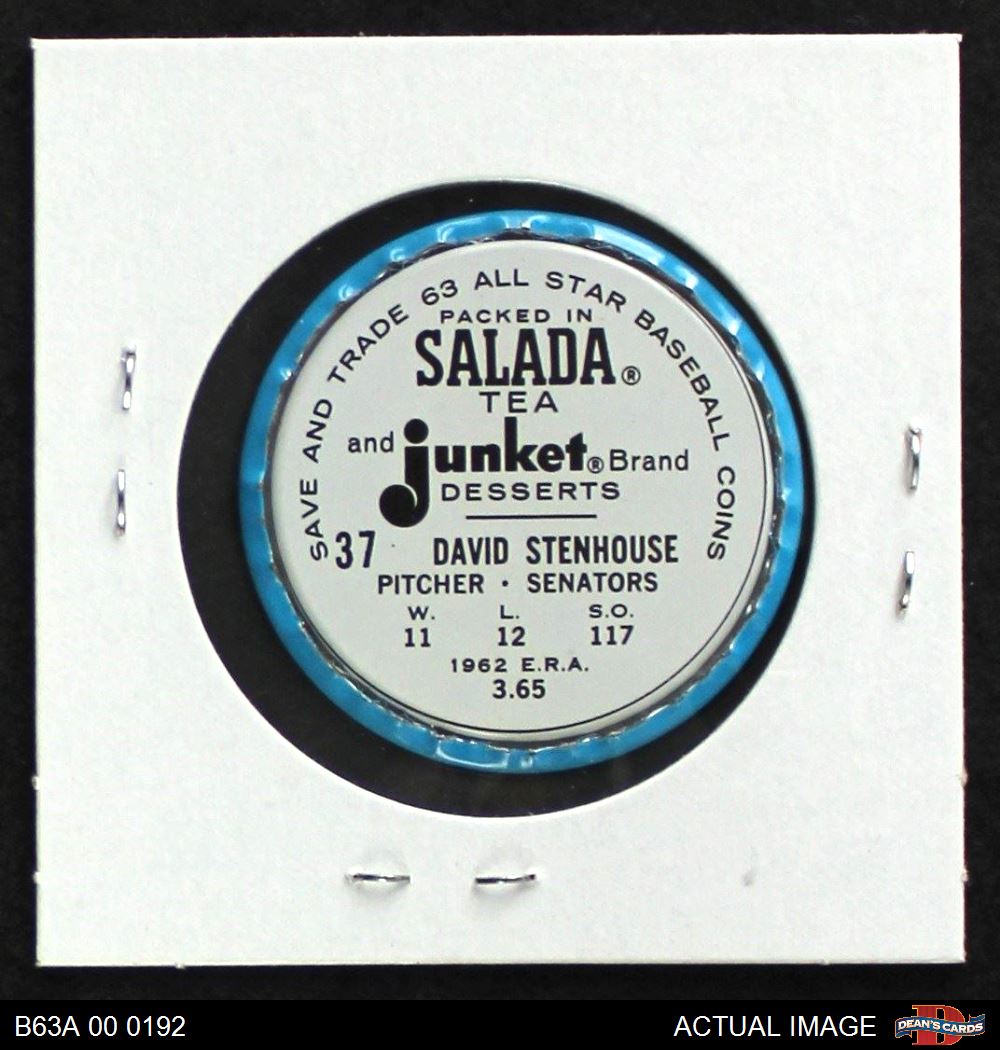 SAVE AND TRADE 63 ALL STAR BASEBALL COINS
PACKED IN
SALADA®
TEA
and junket® Brand
DESSERTS
37 DAVID STENHOUSE
PITCHER · SENATORS
W. L. S.O.
11 12 117
1962 E.R.A.
3.65
B63A 00 0192 ACTUAL IMAGE
DEAN'S CARDS